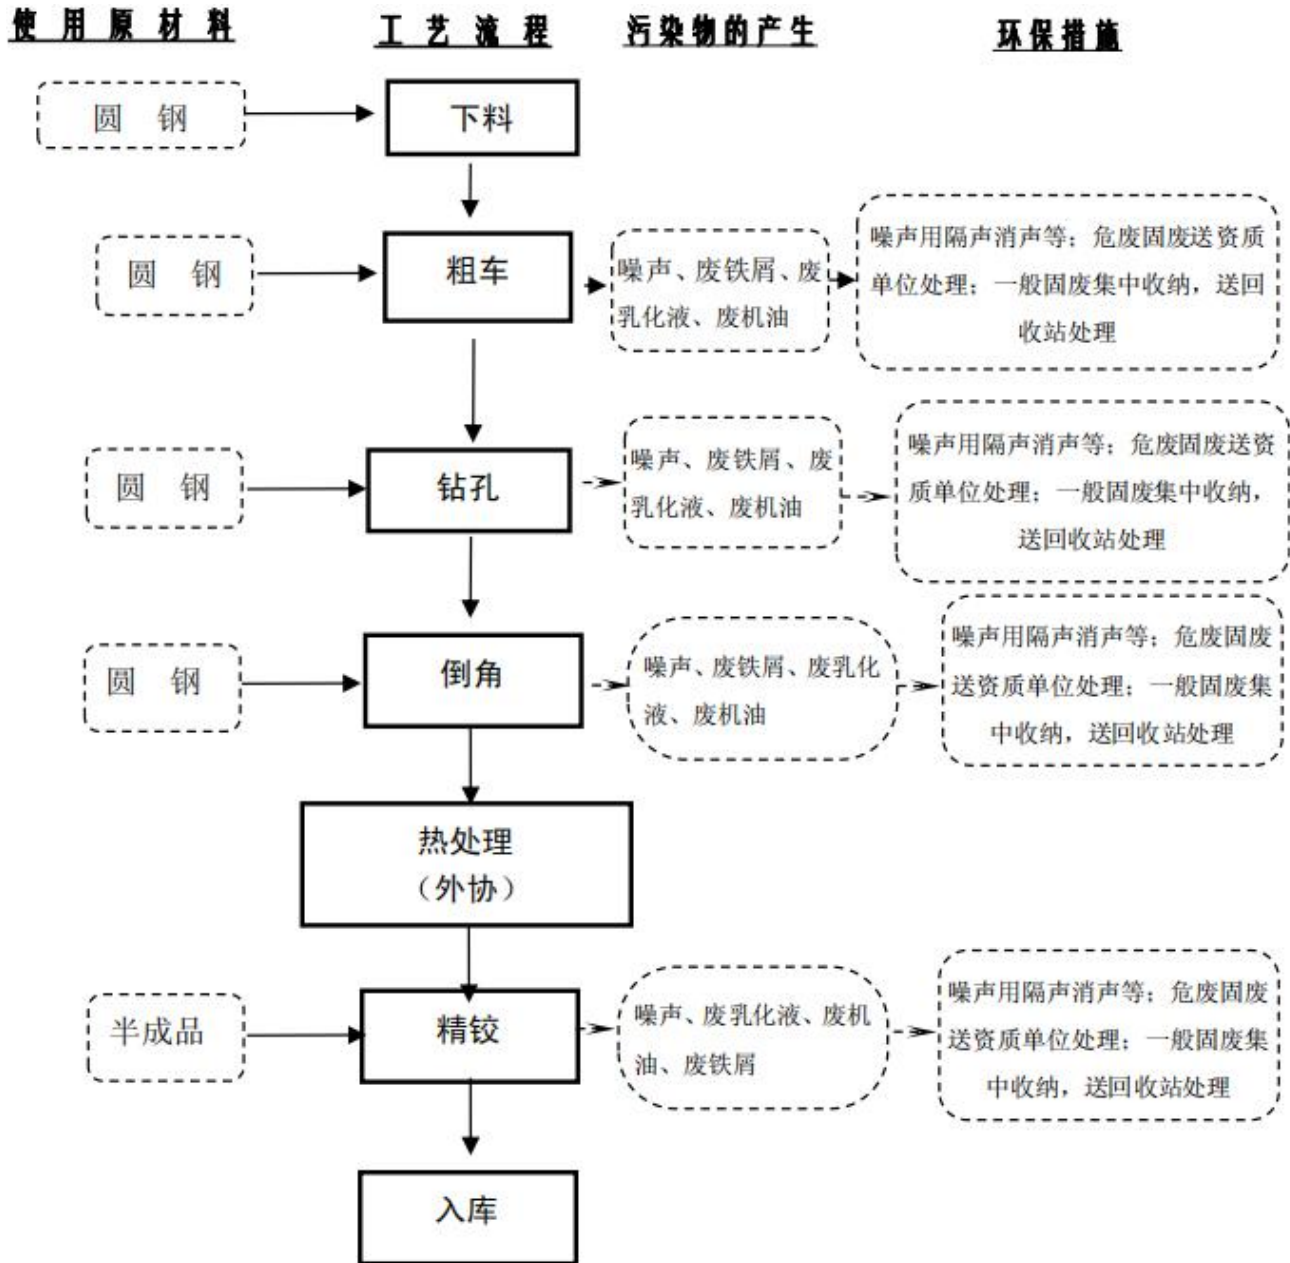 使用原材料
工艺流程
污染物的产生
环保措施
圆 钢
下料
圆 钢
粗车
噪声、废铁屑、废
乳化液、废机油
噪声用隔声消声等；危废固废送资质
单位处理；一般固废集中收纳，送回
收站处理
圆 钢
钻孔
噪声、废铁屑、废
乳化液、废机油
噪声用隔声消声等；危废固废送资
质单位处理；一般固废集中收纳，
送回收站处理
圆 钢
倒角
噪声、废铁屑、废乳化
液、废机油
噪声用隔声消声等；危废固废
送资质单位处理；一般固废集
中收纳，送回收站处理
热处理
（外协）
半成品
精铰
噪声、废乳化液、废机
油、废铁屑
噪声用隔声消声等；危废固废
送资质单位处理；一般固废集
中收纳，送回收站处理
入库